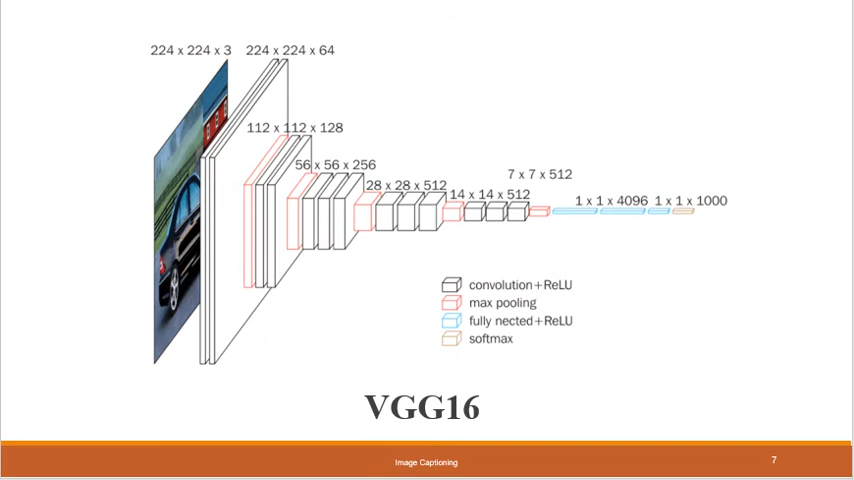 224 x 224 x 3
224 x 224 x 64
112 x 112 x 128
56 x 56 x 256
28 x 28 x 512
14 x 14 x 512
7 x 7 x 512
1 x 1 x 4096
1 x 1 x 1000
convolution+ReLU
max pooling
fully nected+ReLU
softmax
VGG16
Image Captioning
7